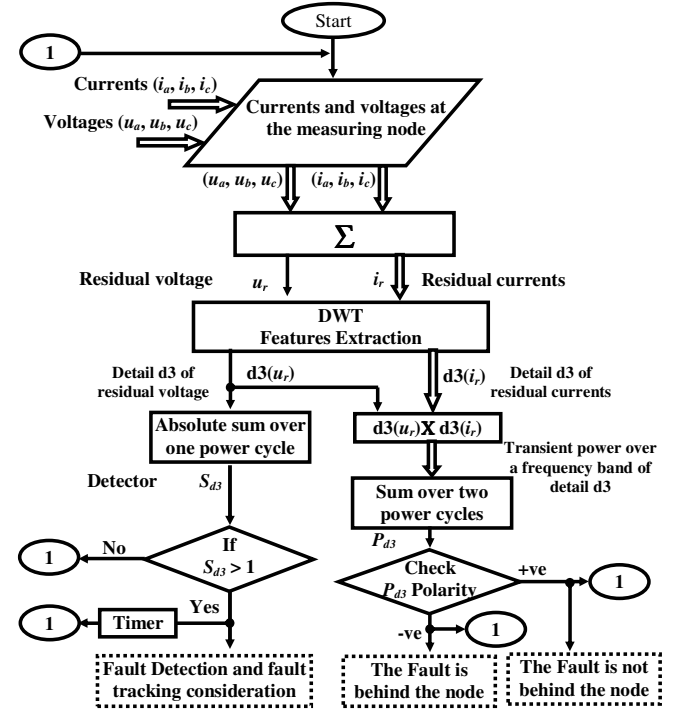 Start
1
Currents (ia, ib, ic)
Voltages (ua, ub, uc)
Currents and voltages at
the measuring node
(ua, ub, uc)
(ia, ib, ic)
Σ
Residual voltage
ur
ir
Residual currents
DWT
Features Extraction
Detail d3 of
residual voltage
d3(ur)
d3(ir)
Detail d3 of
residual currents
Absolute sum over
one power cycle
d3(ur)X d3(ir)
Transient power over
a frequency band of
detail d3
Detector
Sd3
Sum over two
power cycles
Pd3
1
No
If
Sd3 > 1
Check
Pd3 Polarity
+ve
1
Yes
1
Timer
-ve
1
Fault Detection and fault
tracking consideration
The Fault is
behind the node
The Fault is not
behind the node